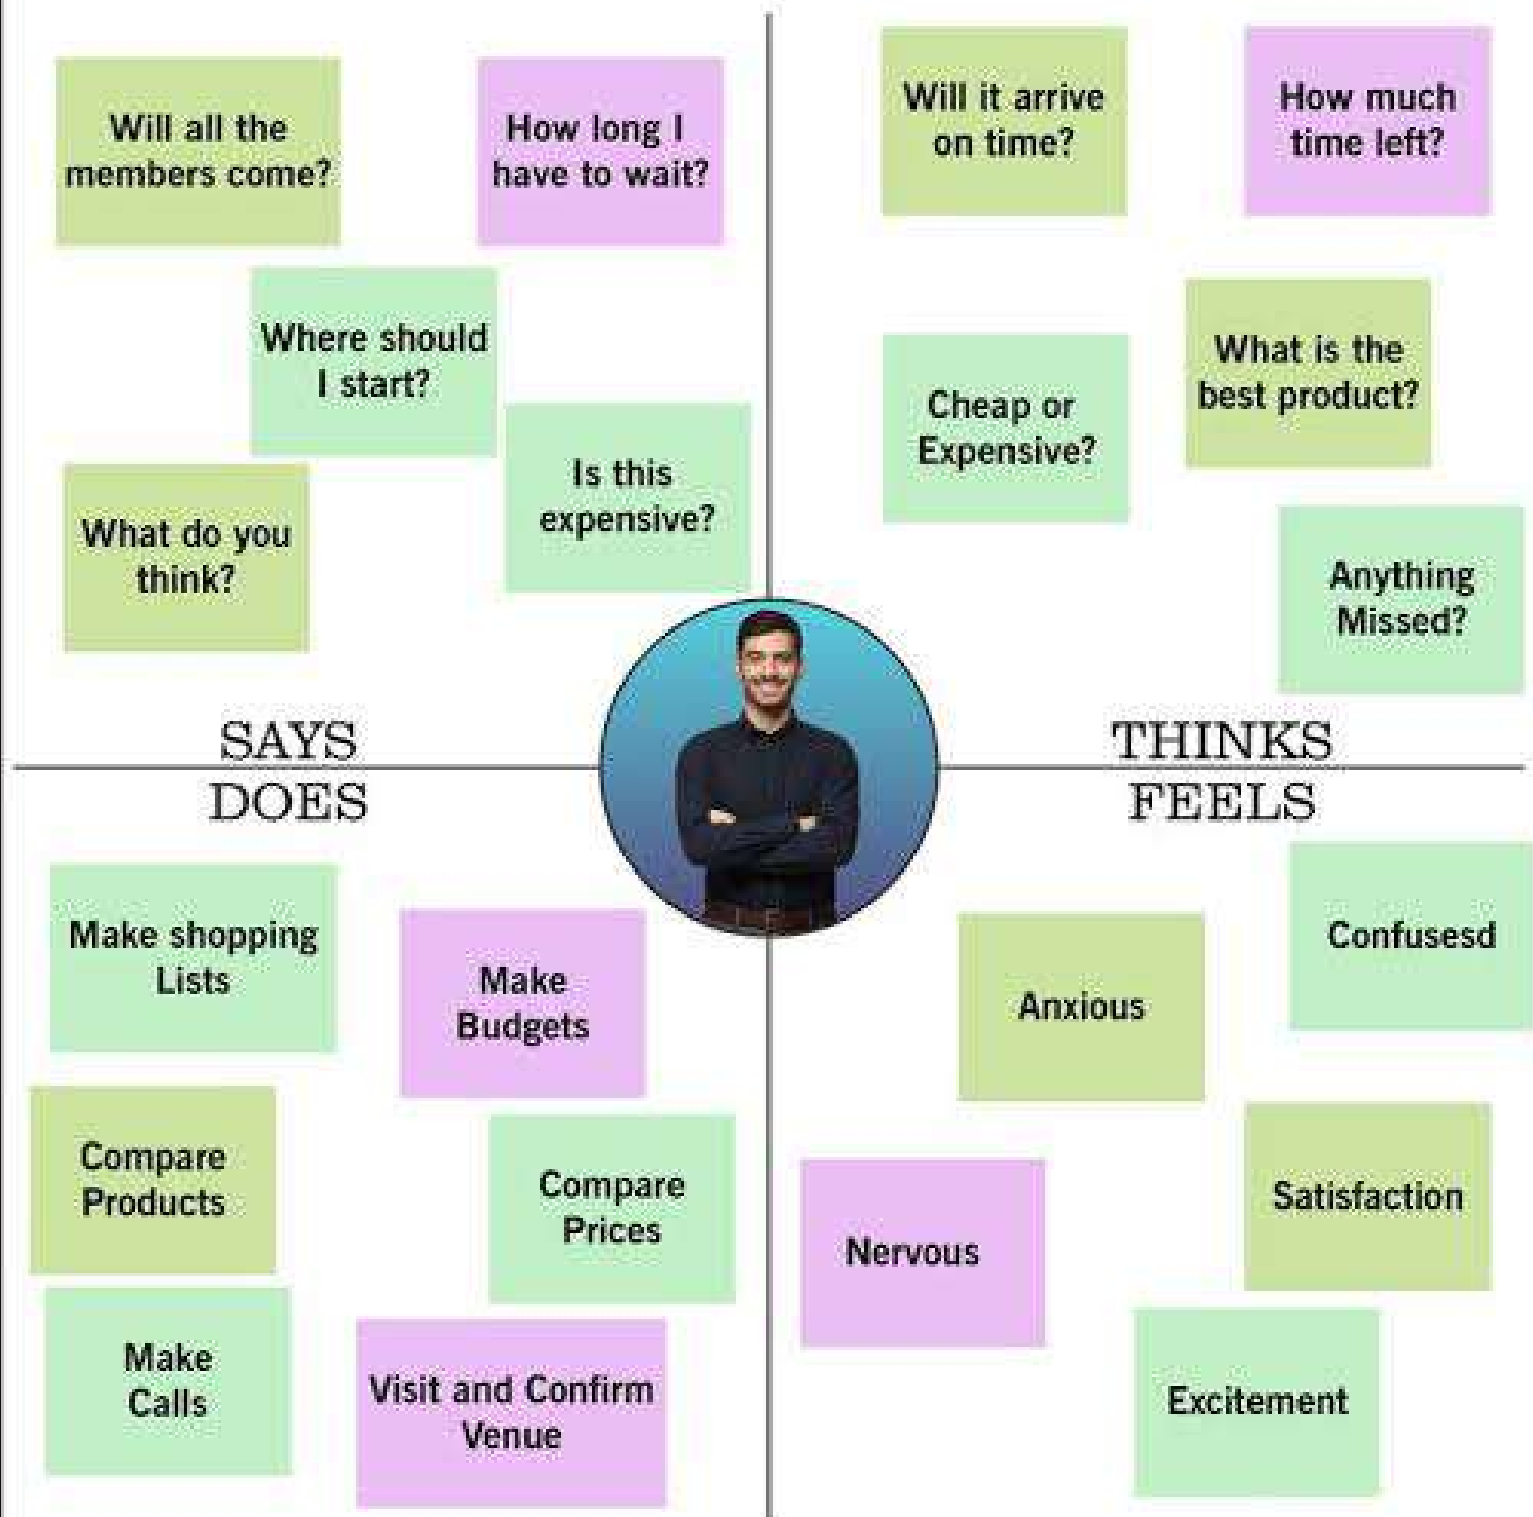 Will all the
members come?
How long I
have to wait?
Where should
I start?
Is this
expensive?
What do you
think?
SAYS
Will it arrive
on time?
How much
time left?
What is the
best product?
Cheap or
Expensive?
Anything
Missed?
THINKS
DOES
Make shopping
Lists
Make
Budgets
Compare
Products
Compare
Prices
Make
Calls
Visit and Confirm
Venue
FEELS
Confusesd
Anxious
Satisfaction
Nervous
Excitement